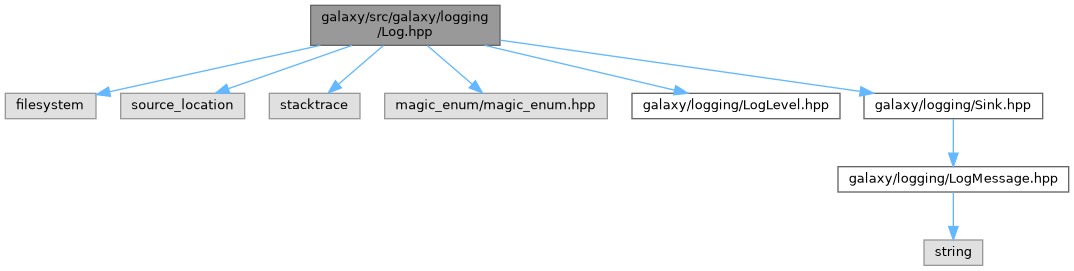 galaxy/src/galaxy/logging
/Log.hpp
filesystem
source_location
stacktrace
magic_enum/magic_enum.hpp
galaxy/logging/LogLevel.hpp
galaxy/logging/Sink.hpp
galaxy/logging/LogMessage.hpp
string